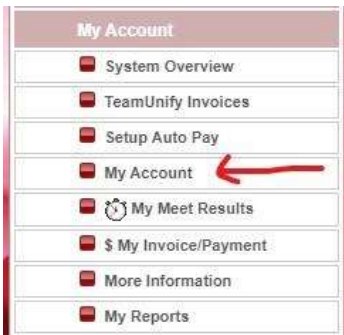 My Account
System Overview
TeamUnify Invoices
Setup Auto Pay
My Account
My Meet Results
$ My Invoice/Payment
More Information
My Reports